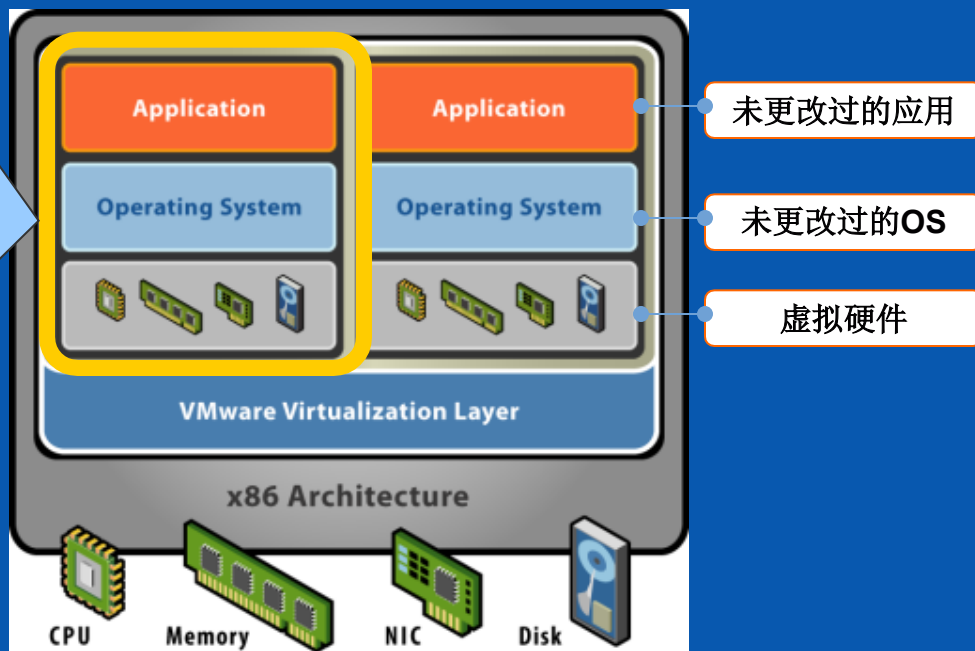 Application
Application
未更改过的应用
Operating System
Operating System
未更改过的OS
虚拟硬件
VMware Virtualization Layer
x86 Architecture
CPU
Memory
NIC
Disk